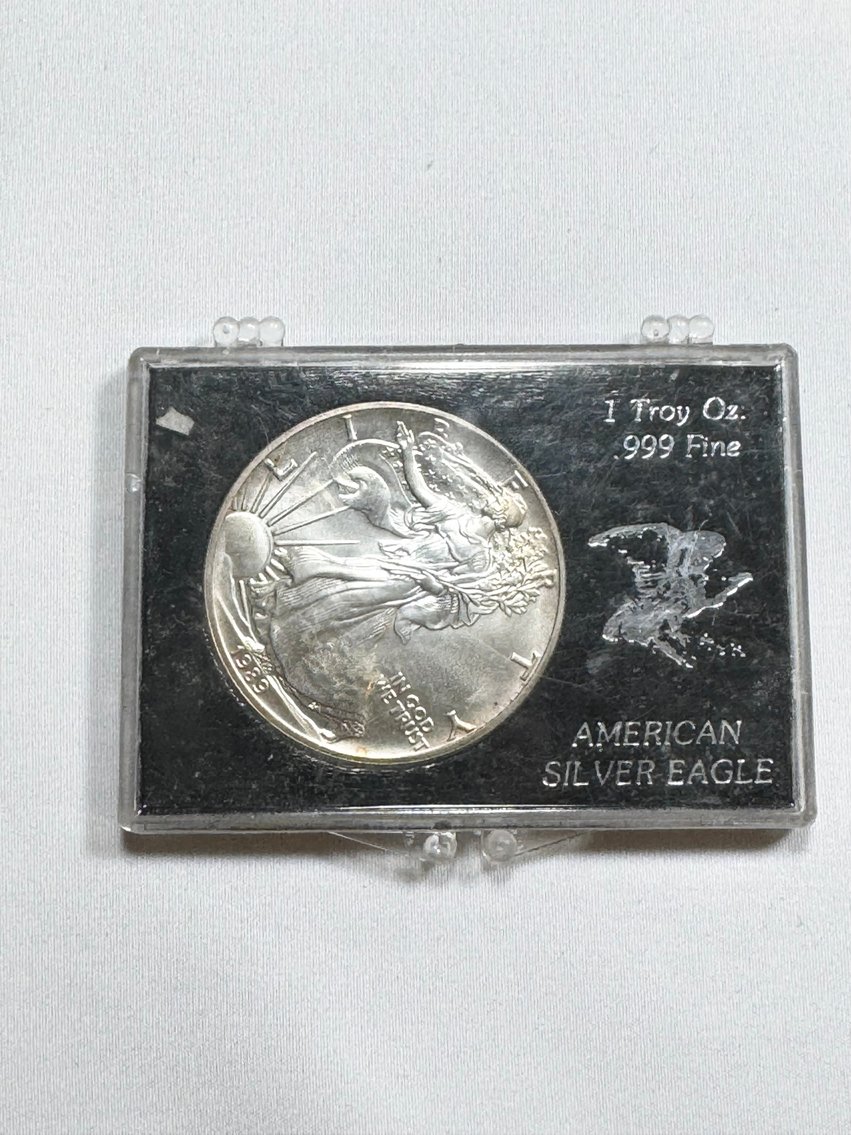 1 Troy Oz.
.999 Fine
AMERICAN
SILVER EAGLE
LIBERTY
IN GOD
WE TRUST
1989